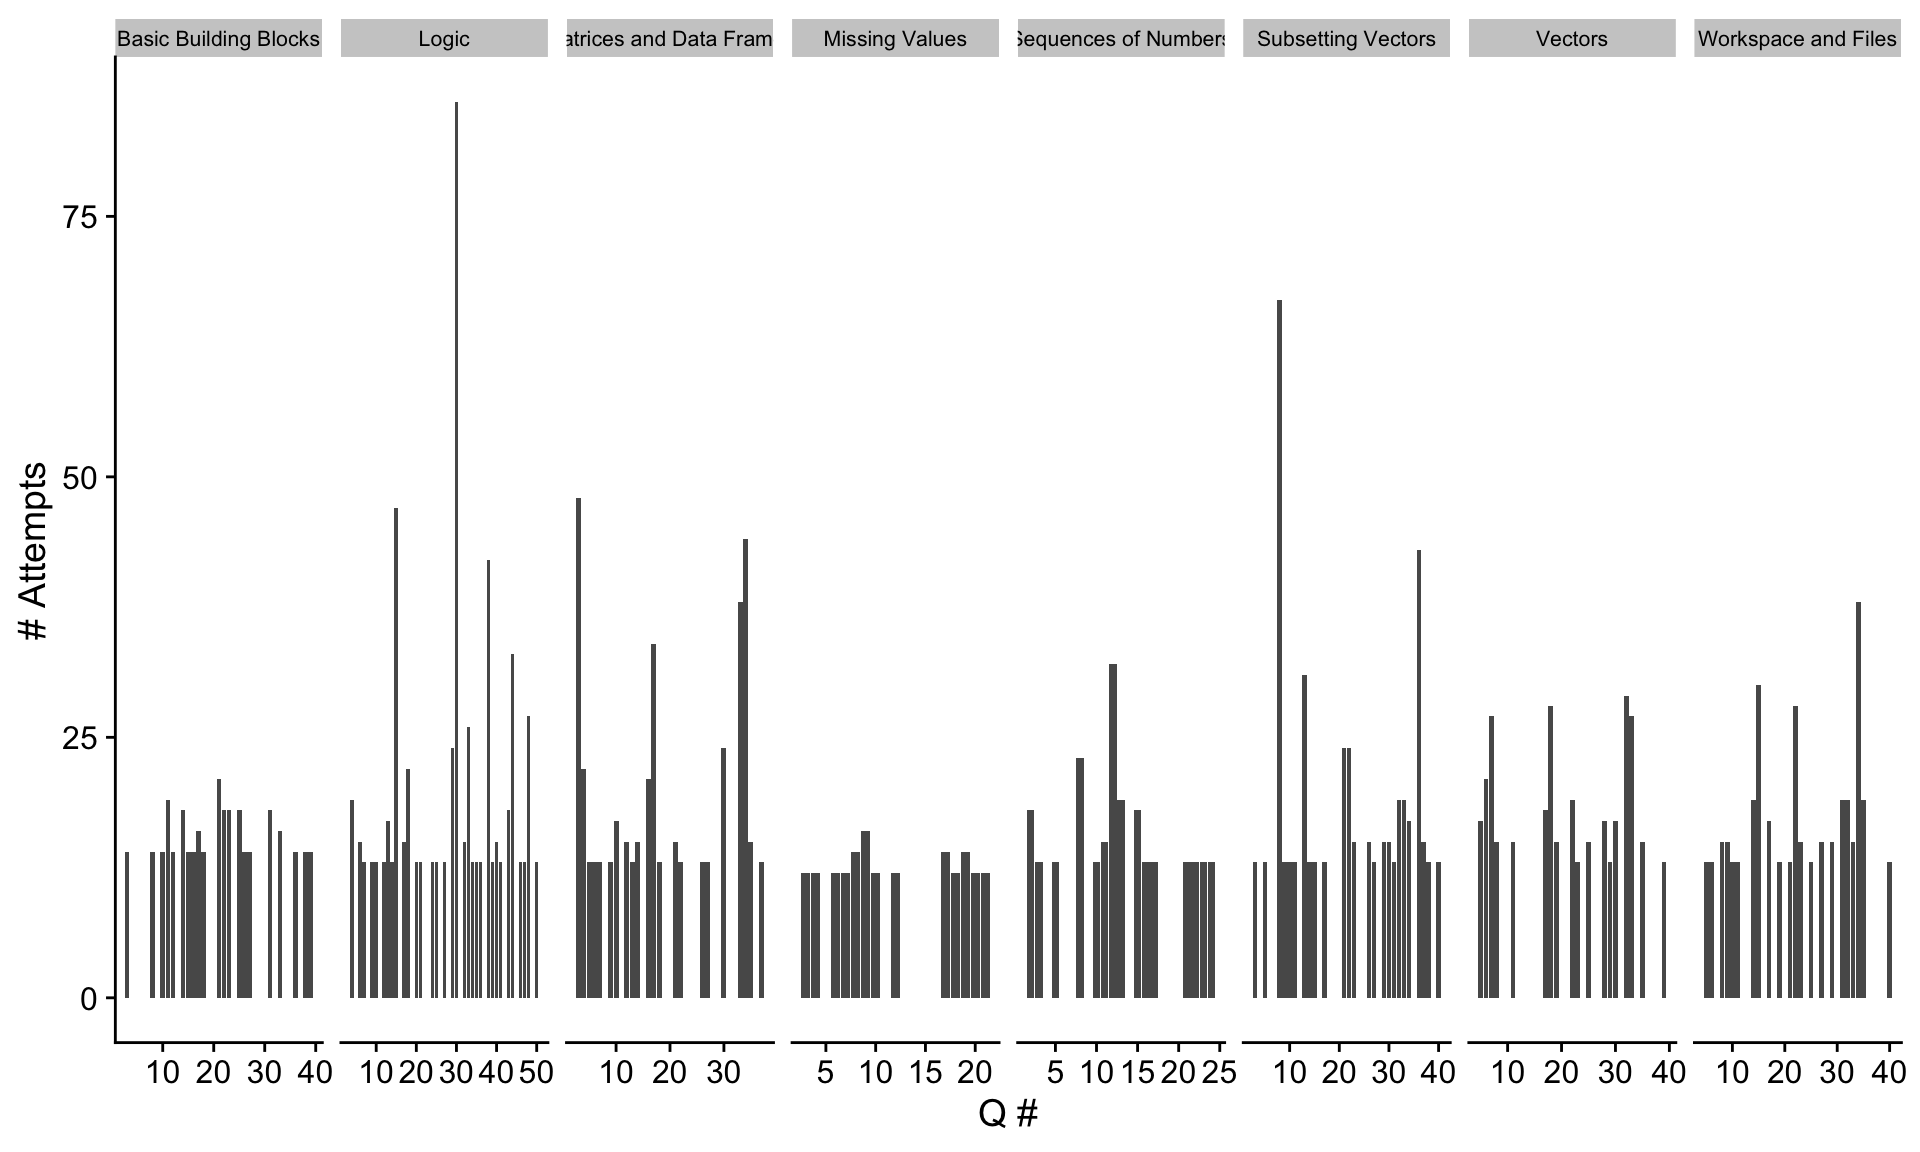 Basic Building Blocks Logic atrices and Data Fram Missing Values Sequences of Numbers Subsetting Vectors Vectors Workspace and Files
75
50
25
0
# Attempts
10 20 30 40 10 20 30 40 50 10 20 30 5 10 15 20 5 10 15 20 25 10 20 30 40 10 20 30 40 10 20 30 40
Q #